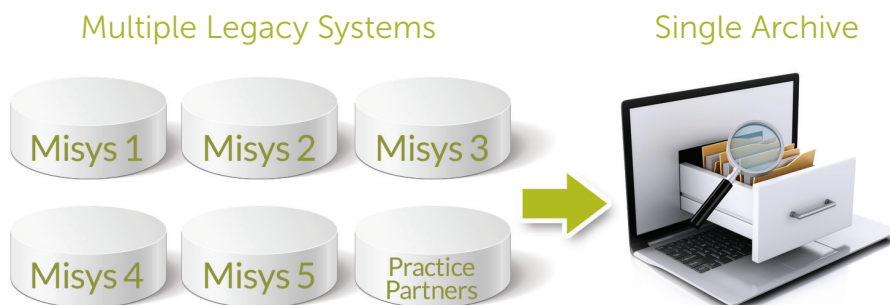 Multiple Legacy Systems
Single Archive
Misys 1
Misys 2
Misys 3
Misys 4
Misys 5
Practice
Partners